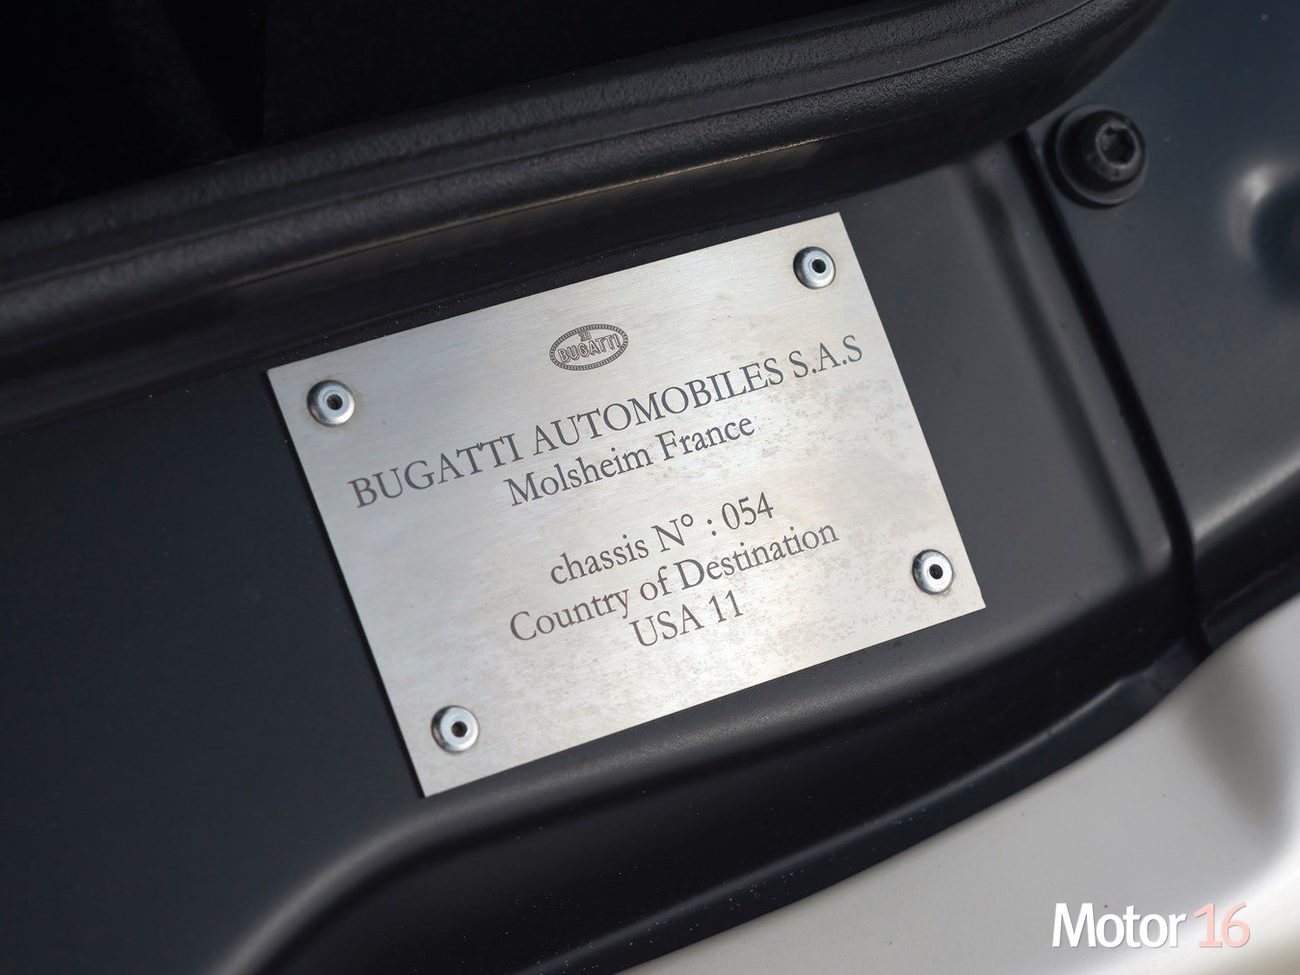 BUGATTI
BUGATTI AUTOMOBILES S.A.S
Molsheim France
chassis N° : 054
Country of Destination
USA 11
Motor 16